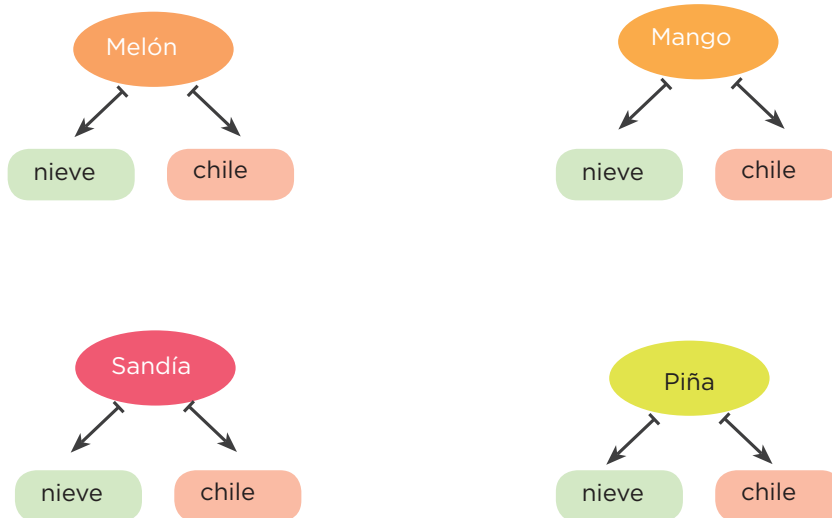 Melón
nieve
chile
Mango
nieve
chile
Sandía
nieve
chile
Piña
nieve
chile